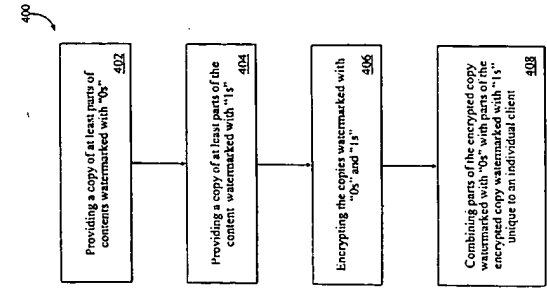 400
Providing a copy of at least parts of
contents watermarked with "0s"
402
Providing a copy of at least parts of the
content watermarked with "1s"
404
Encrypting the copies watermarked with
"0s" and "1s"
406
Combining parts of the encrypted copy
watermarked with "0s" with parts of the
encrypted copy watermarked with "1s"
unique to an individual client
408